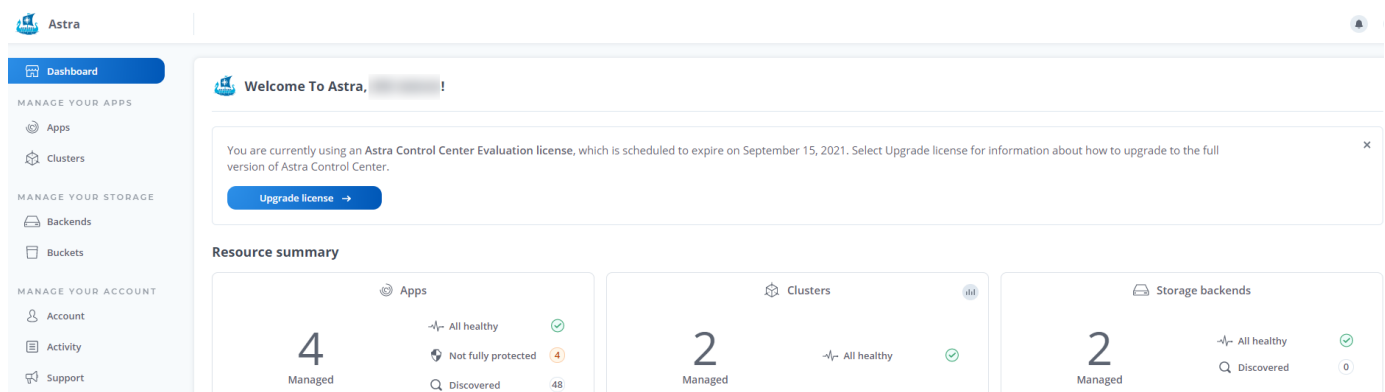 Astra
Dashboard
MANAGE YOUR APPS
Apps
Clusters
MANAGE YOUR STORAGE
Backends
Buckets
MANAGE YOUR ACCOUNT
Account
Activity
Support
Welcome To Astra, !
You are currently using an Astra Control Center Evaluation license, which is scheduled to expire on September 15, 2021. Select Upgrade license for information about how to upgrade to the full
version of Astra Control Center.
Upgrade license →
Resource summary
Apps
4
Managed
All healthy
Not fully protected 4
Discovered 48
Clusters
2
Managed
All healthy
Storage backends
2
Managed
All healthy
Discovered 0